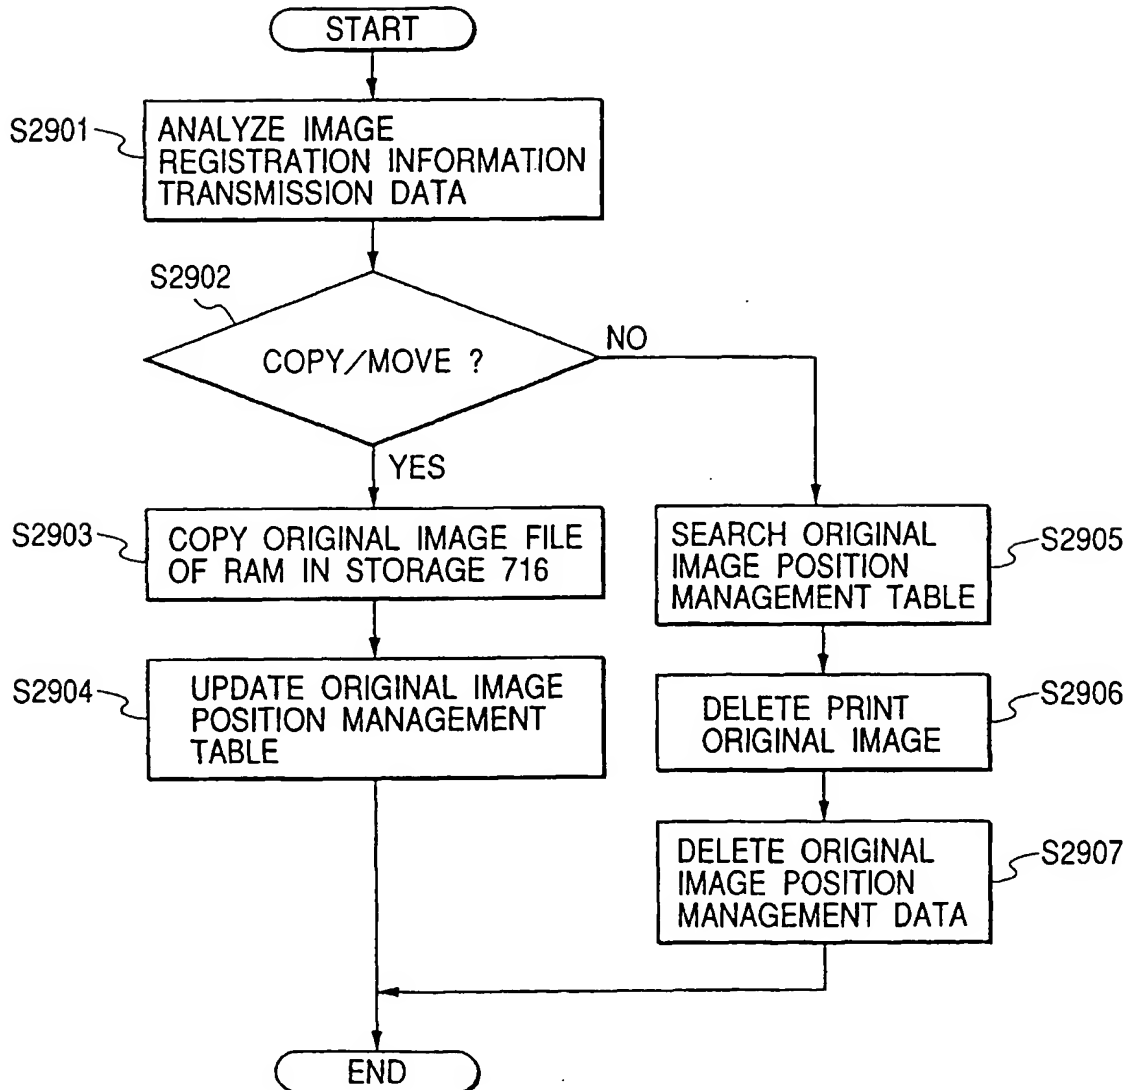 START
S2901
ANALYZE IMAGE
REGISTRATION INFORMATION
TRANSMISSION DATA
S2902
COPY/MOVE ?
NO
YES
S2903
COPY ORIGINAL IMAGE FILE
OF RAM IN STORAGE 716
S2904
UPDATE ORIGINAL IMAGE
POSITION MANAGEMENT
TABLE
SEARCH ORIGINAL
IMAGE POSITION
MANAGEMENT TABLE
S2905
DELETE PRINT
ORIGINAL IMAGE
S2906
DELETE ORIGINAL
IMAGE POSITION
MANAGEMENT DATA
S2907
END